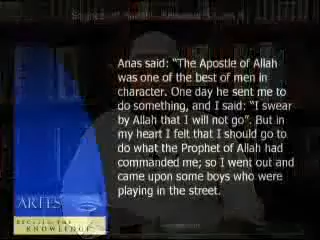 Anas said: “The Apostle of Allah
was one of the best of men in
character. One day he sent me to
do something, and I said: “I swear
by Allah that I will not go”. But in
my heart I felt that I should go to
do what the Prophet of Allah had
commanded me; so I went out and
came upon some boys who were
playing in the street.
KNOWLEDGE